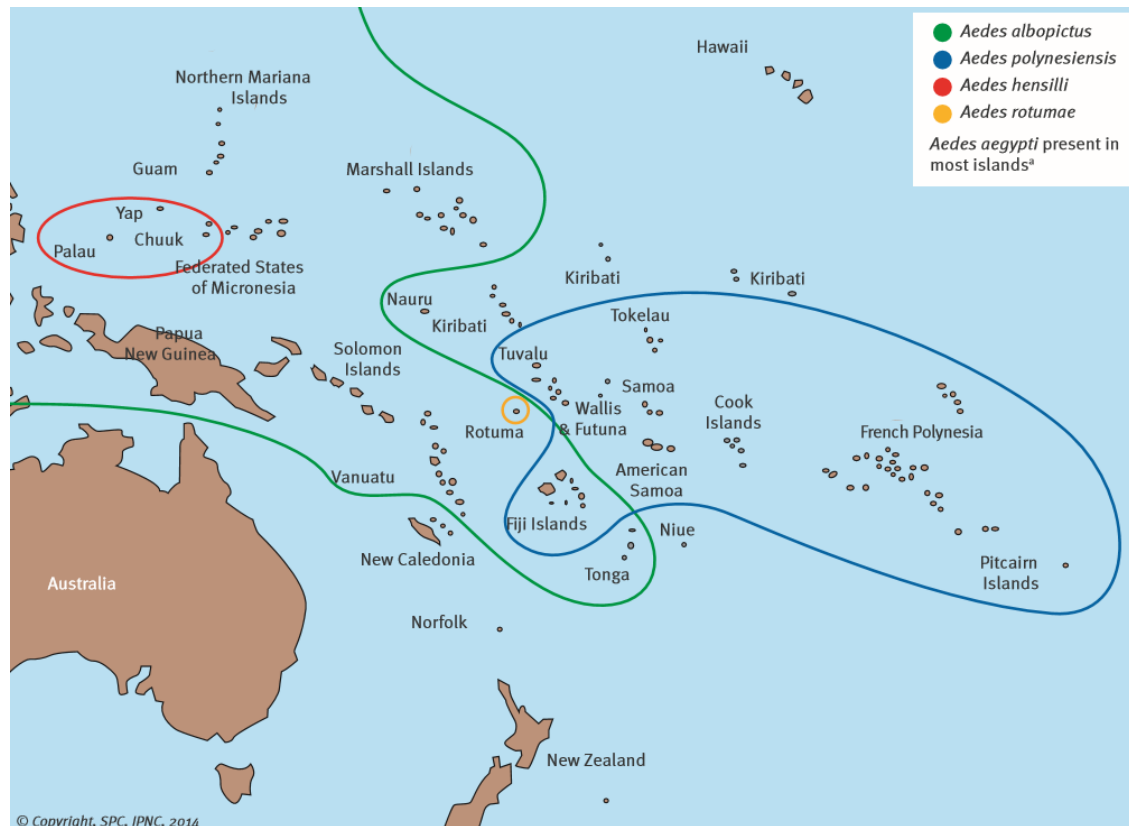 Aedes albopictus
Aedes polynesiensis
Aedes hensilli
Aedes rotumae
Aedes aegypti present in
most islandsª
Hawaii
Northern Mariana
Islands
Guam
Marshall Islands
Yap
Palau
Chuuk
Federated States
of Micronesia
Nauru
Kiribati
Kiribati
Kiribati
Tokelau
Papua
New Guinea
Solomon
Islands
Tuvalu
Samoa
Cook
Islands
Rotuma
Wallis
& Futuna
French Polynesia
Vanuatu
American
Samoa
Fiji Islands
Niue
New Caledonia
Tonga
Pitcairn
Islands
Australia
Norfolk
New Zealand
© Copyright, SPC, JPNC, 2014